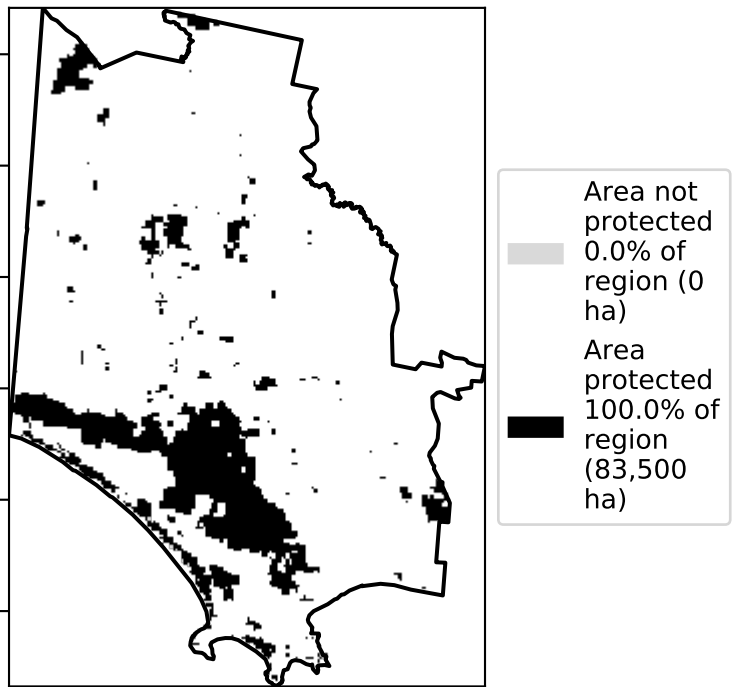 Area not
protected
0.0% of
region (0
ha)
Area
protected
100.0% of
region
(83,500
ha)